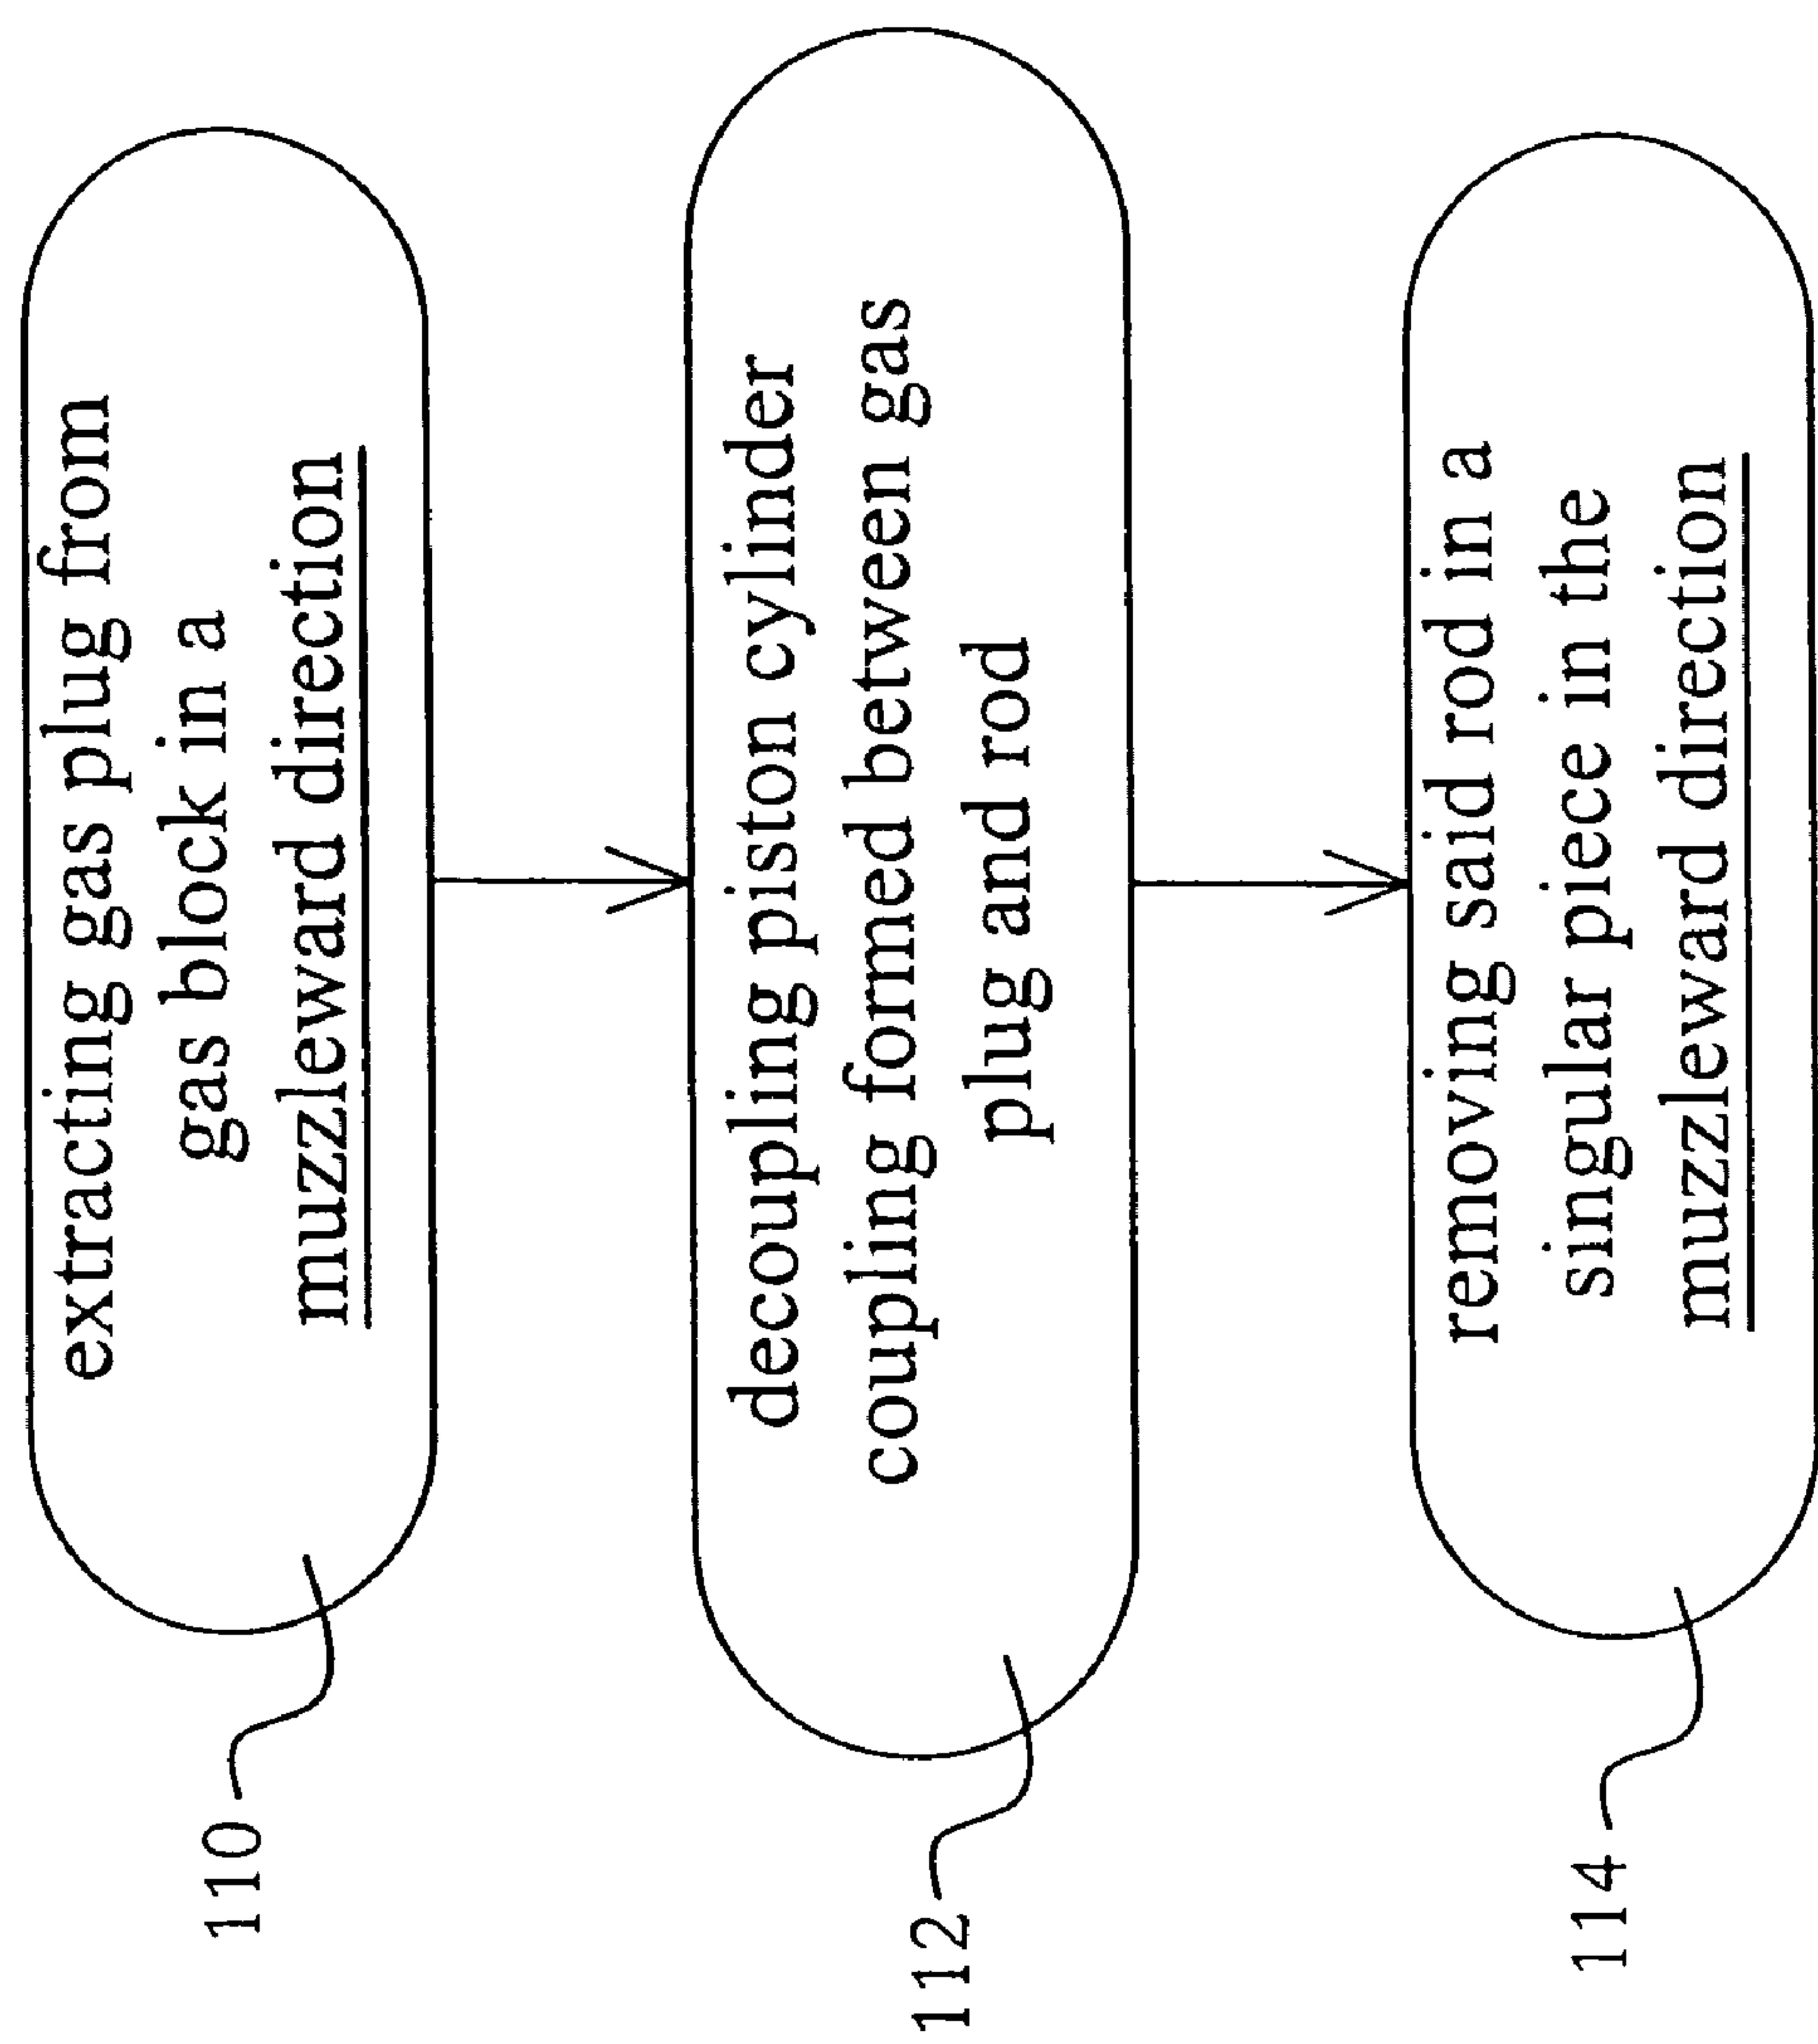 extracting gas plug from
gas block in a
muzzleward direction
110
decoupling piston cylinder
coupling formed between gas
plug and rod
112
removing said rod in a
singular piece in the
muzzleward direction
114